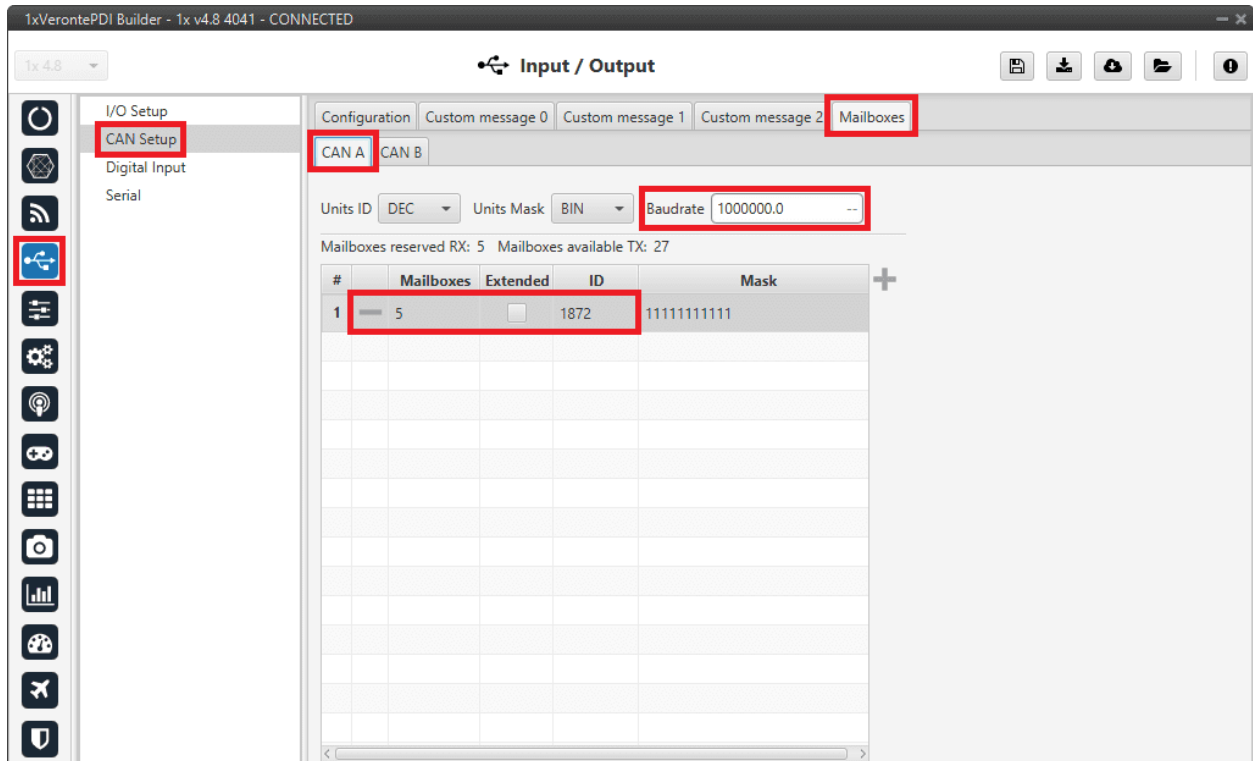 1xVerontePDI Builder - 1x v4.8 4041 - CONNECTED
1x 4.8
Input / Output
I/O Setup
CAN Setup
Digital Input
Serial
Configuration Custom message 0 Custom message 1 Custom message 2 Mailboxes
CAN A CAN B
Units ID DEC Units Mask BIN Baudrate 1000000.0 --
Mailboxes reserved RX: 5 Mailboxes available TX: 27
# Mailboxes Extended ID Mask
1 5 1872 11111111111